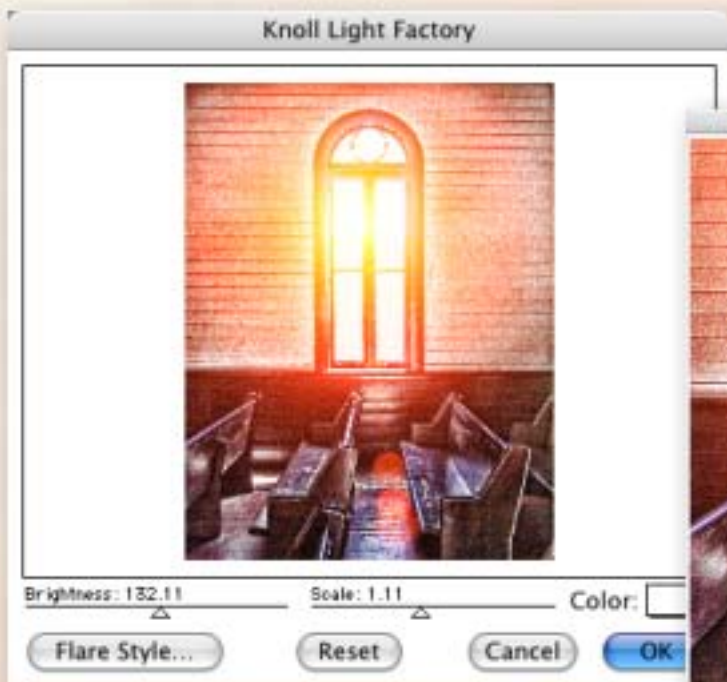 Knoll Light Factory
Brightness: 132.11 Scale: 1.11 Color:
Flare Style... Reset Cancel OK